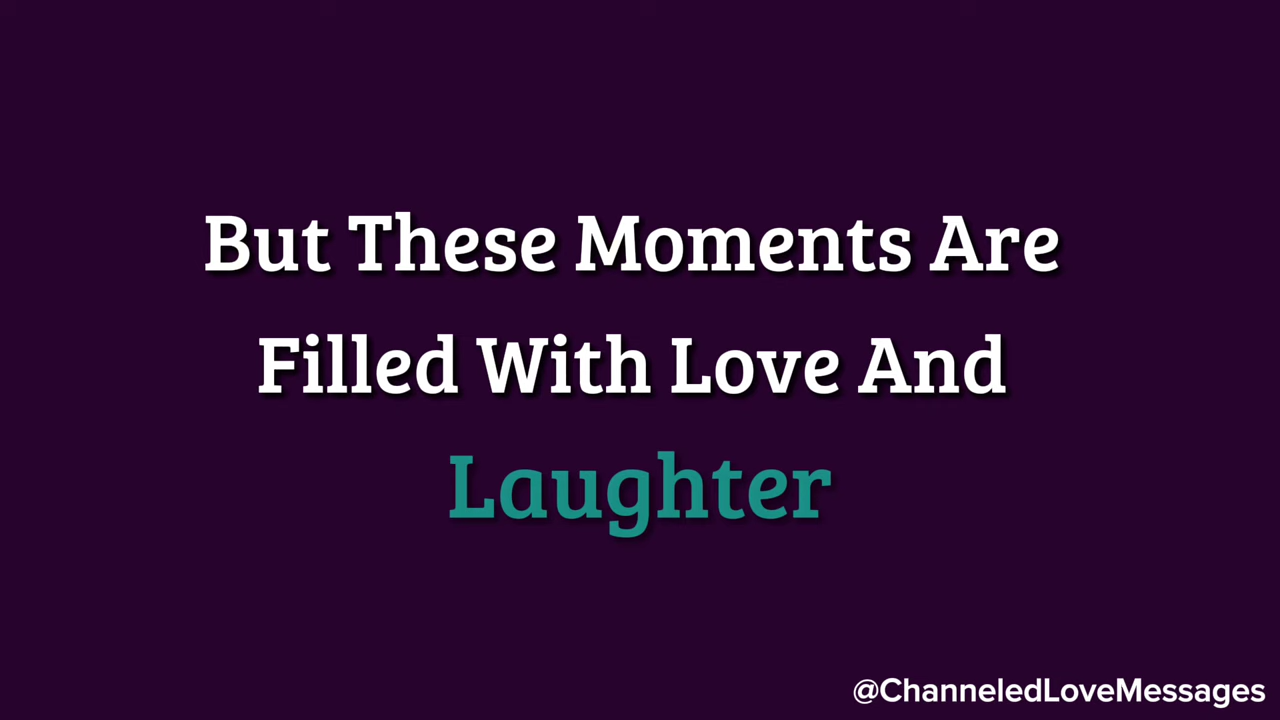 But These Moments Are
Filled With Love And
Laughter
@ChanneledLoveMessages